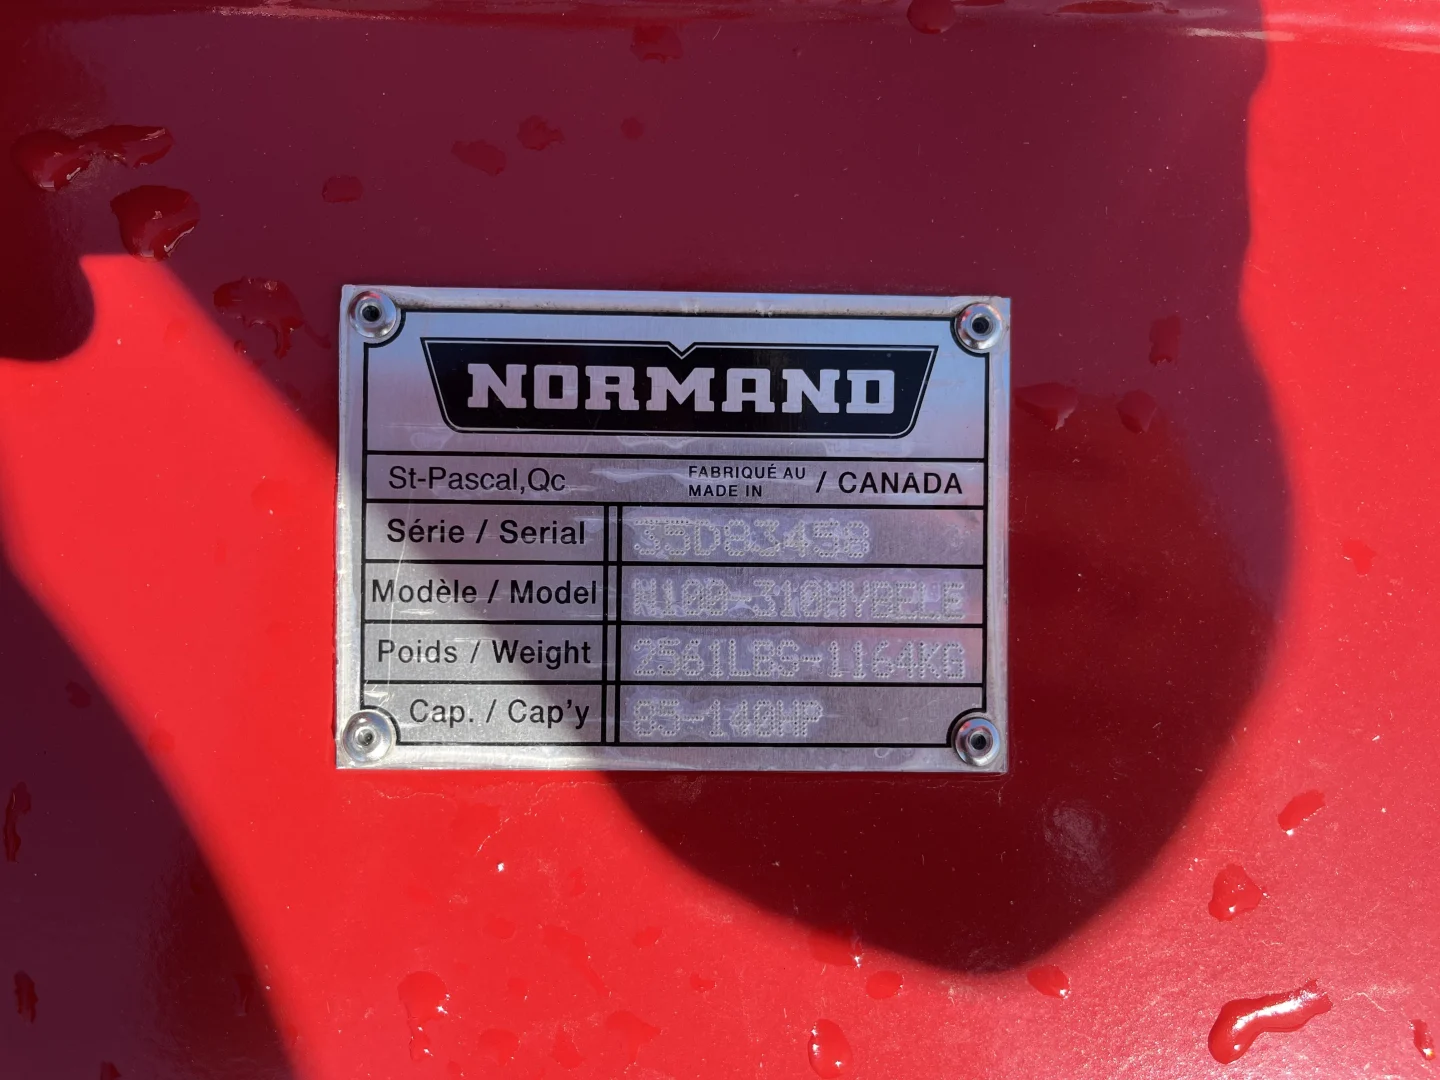 NORMAND
St-Pascal,Qc
FABRIQUÉ AU
MADE IN
/ CANADA
Série / Serial 35D83458
Modèle / Model N100-310HYBELE
Poids / Weight 2561LBS-1164KG
Cap. / Cap'y 85-140HP